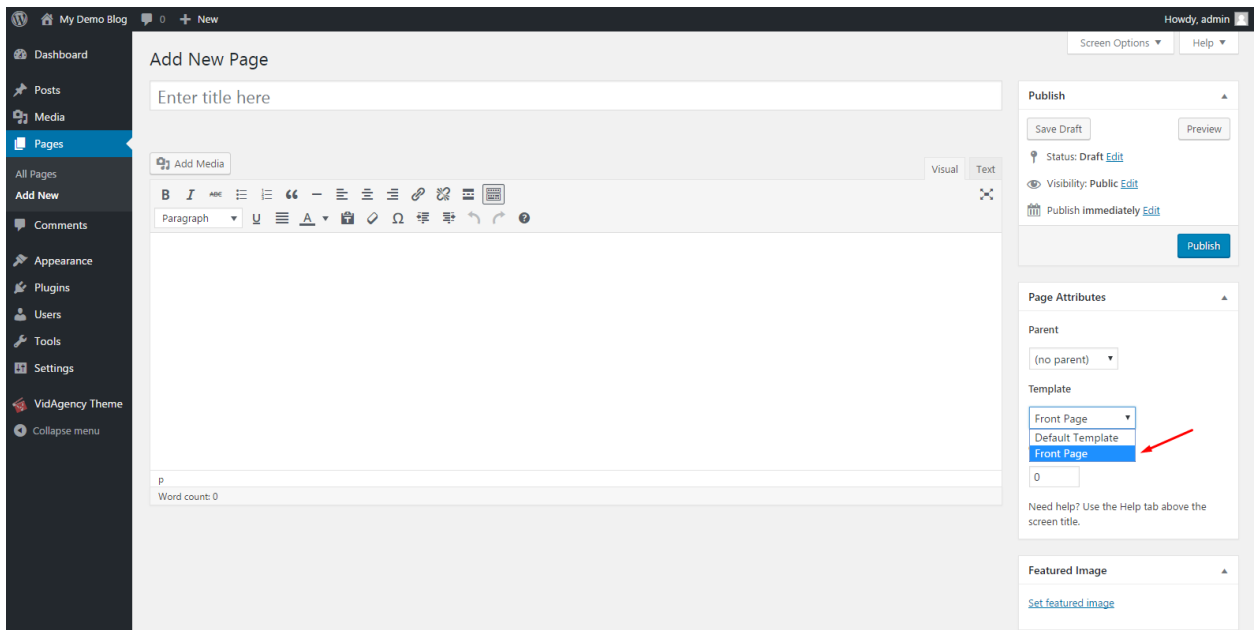 My Demo Blog 0 + New Howdy, admin
Screen Options ▼ Help ▼
Dashboard
Posts
Media
Pages
All Pages
Add New
Comments
Appearance
Plugins
Users
Tools
Settings
VidAgency Theme
Collapse menu
Add New Page
Enter title here
Add Media
Visual Text
B I ABC
Paragraph ▼ U A ▼ Ω
p
Word count: 0
Publish
Save Draft Preview
Status: Draft Edit
Visibility: Public Edit
Publish immediately Edit
Publish
Page Attributes
Parent
(no parent) ▼
Template
Front Page ▼
Default Template
Front Page
0
Need help? Use the Help tab above the
screen title.
Featured Image
Set featured image